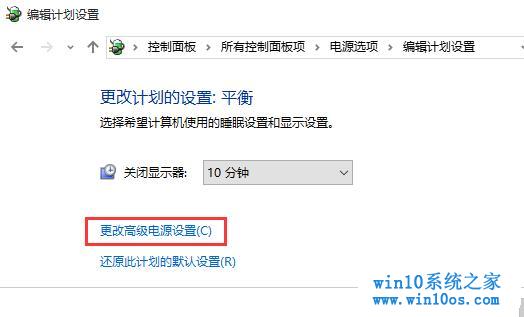 编辑计划设置
控制面板 > 所有控制面板项 > 电源选项 > 编辑计划设置
更改计划的设置: 平衡
选择希望计算机使用的睡眠设置和显示设置。
关闭显示器: 10 分钟
更改高级电源设置(C)
还原此计划的默认设置(R)
win10系统之家
www.win10os.com